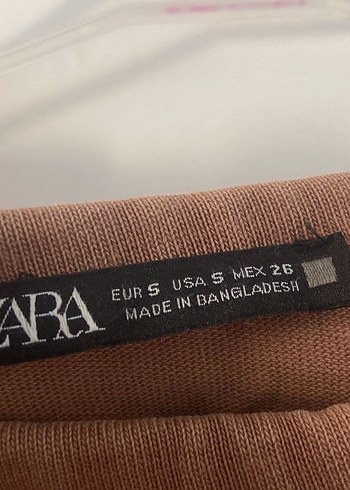 ZARA
EUR S USA S MEX 26
MADE IN BANGLADESH